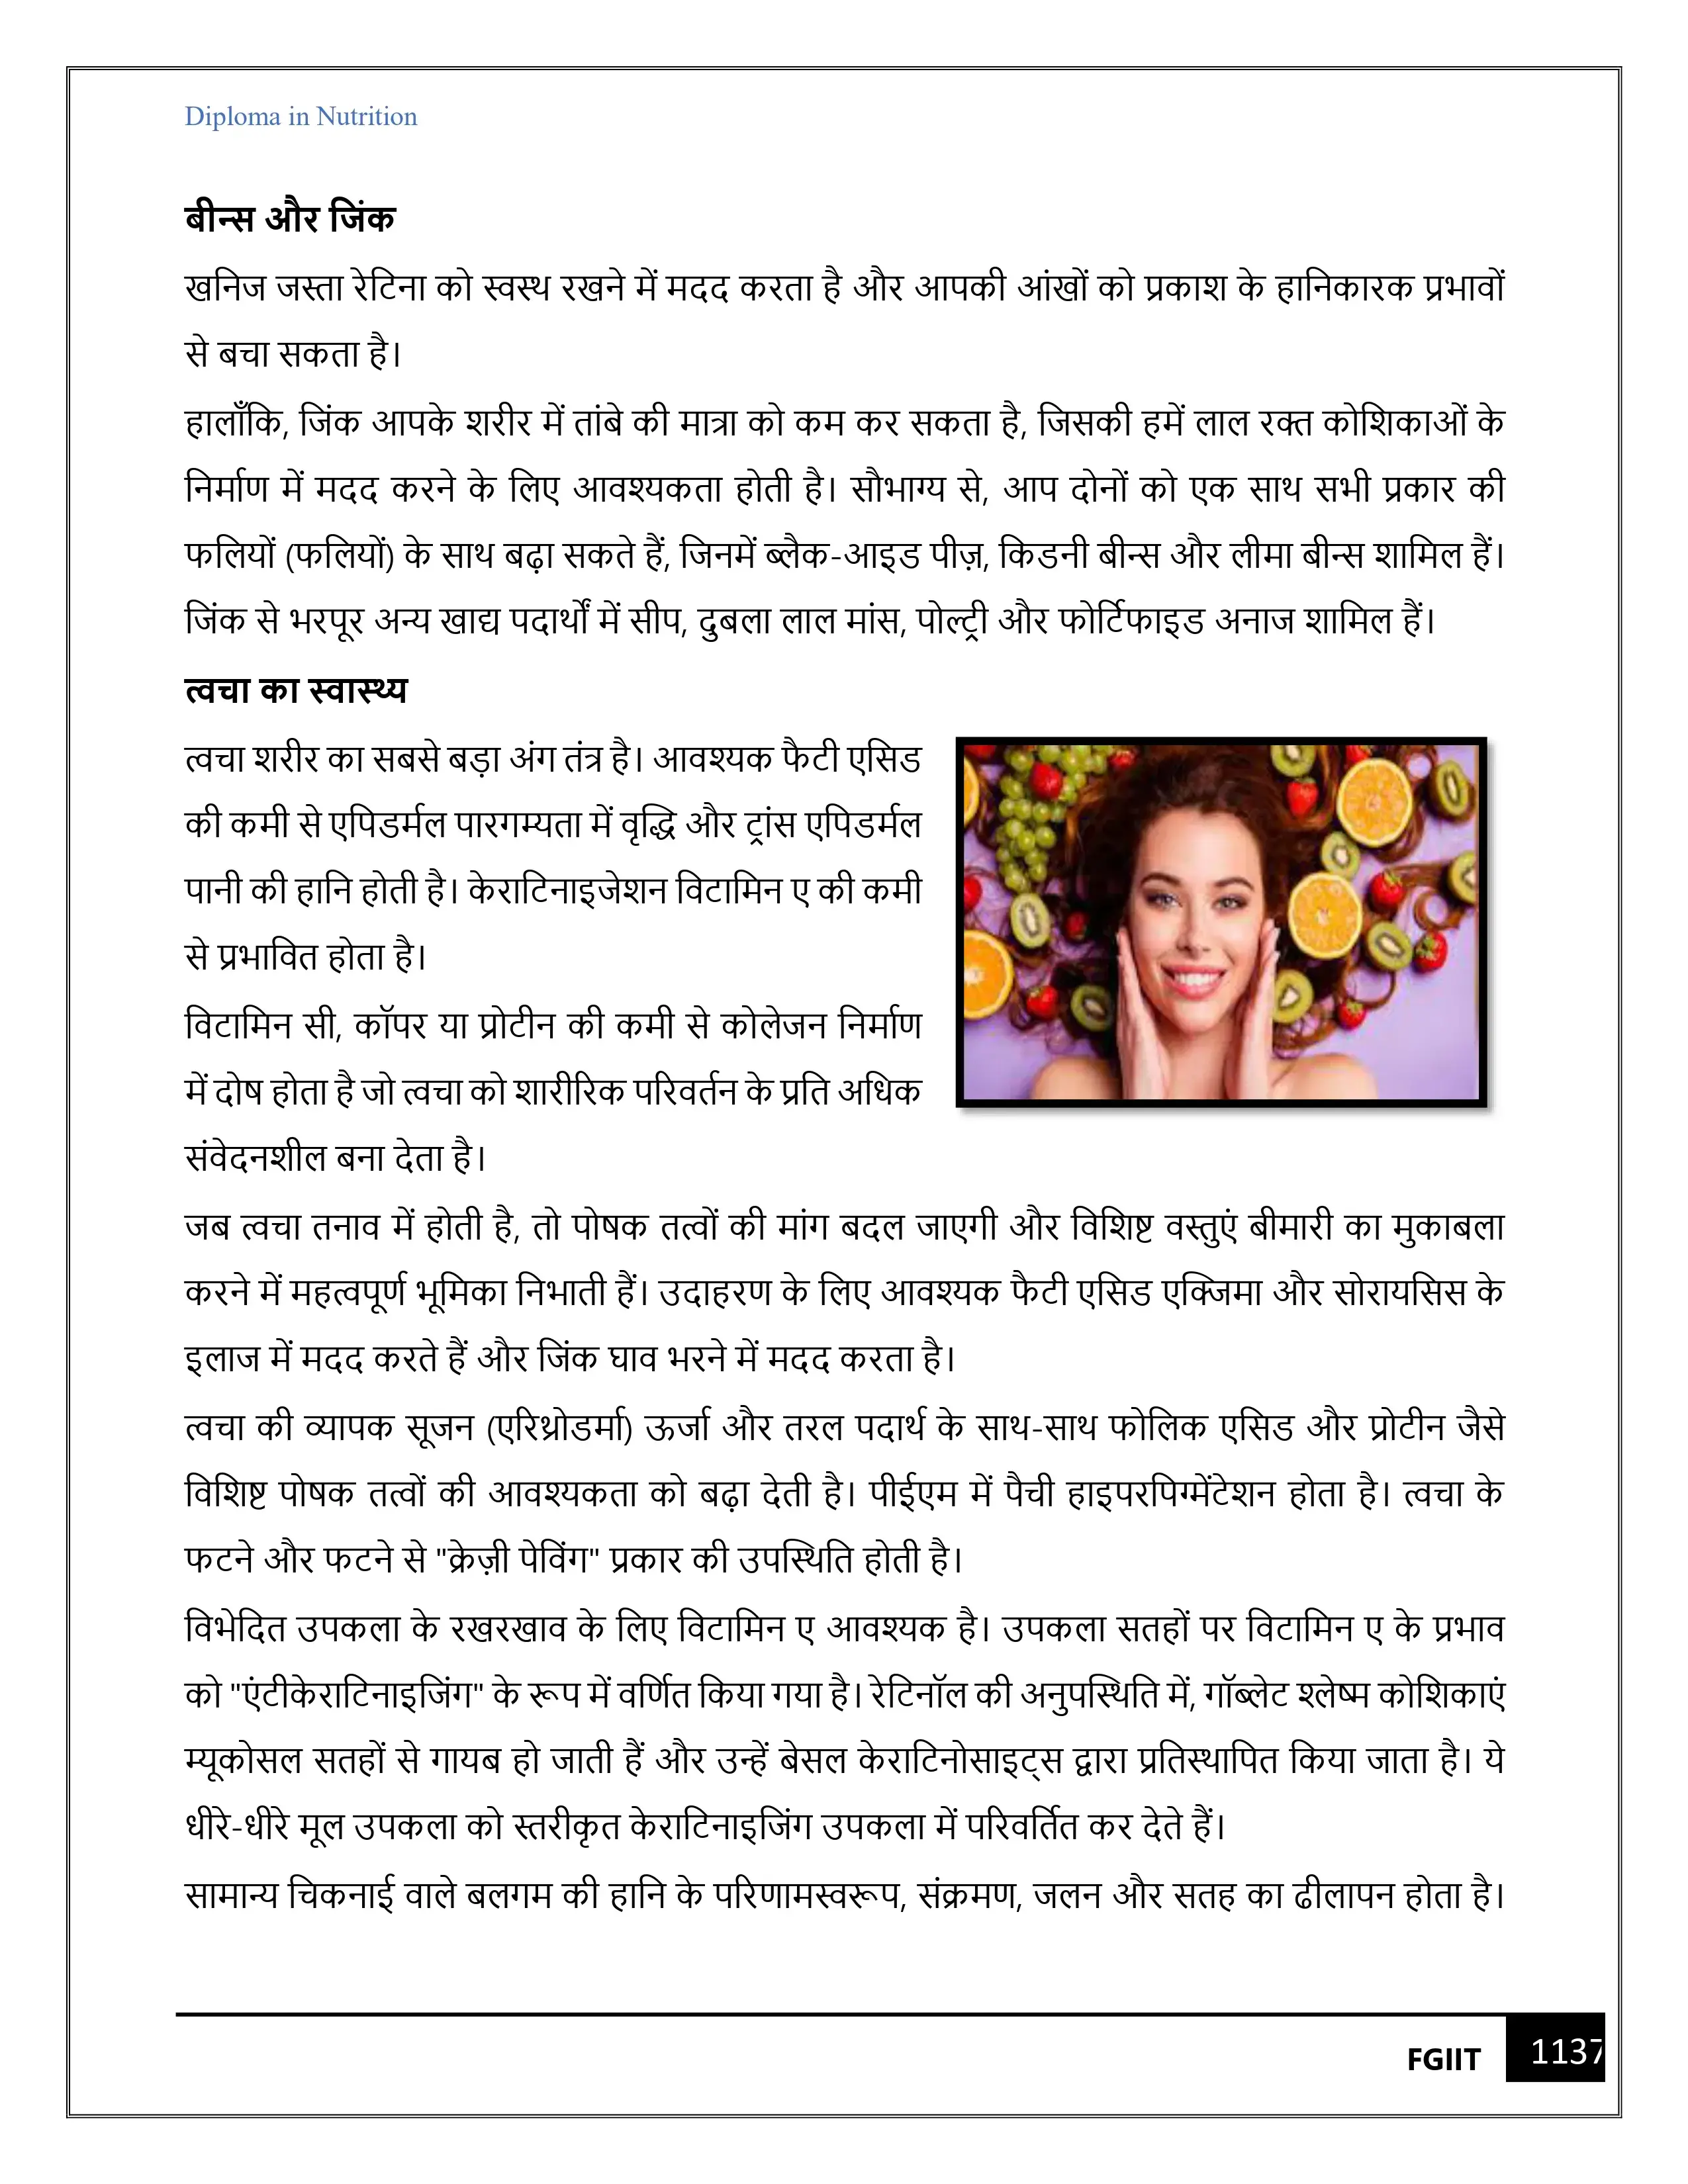 Diploma in Nutrition
बीन्स और जिंक
खनिज जस्ता रेटिना को स्वस्थ रखने में मदद करता है और आपकी आंखों को प्रकाश के हानिकारक प्रभावों
से बचा सकता है।
हालाँकि, जिंक आपके शरीर में तांबे की मात्रा को कम कर सकता है, जिसकी हमें लाल रक्त कोशिकाओं के
निर्माण में मदद करने के लिए आवश्यकता होती है। सौभाग्य से, आप दोनों को एक साथ सभी प्रकार की
फलियों (फलियों) के साथ बढ़ा सकते हैं, जिनमें ब्लैक-आइड पीज़, किडनी बीन्स और लीमा बीन्स शामिल हैं।
जिंक से भरपूर अन्य खाद्य पदार्थों में सीप, दुबला लाल मांस, पोल्ट्री और फोर्टिफाइड अनाज शामिल हैं।
त्वचा का स्वास्थ्य
त्वचा शरीर का सबसे बड़ा अंग तंत्र है। आवश्यक फैटी एसिड
की कमी से एपिडर्मल पारगम्यता में वृद्धि और ट्रांस एपिडर्मल
पानी की हानि होती है। केराटिनाइजेशन विटामिन ए की कमी
से प्रभावित होता है।
विटामिन सी, कॉपर या प्रोटीन की कमी से कोलेजन निर्माण
में दोष होता है जो त्वचा को शारीरिक परिवर्तन के प्रति अधिक
संवेदनशील बना देता है।
जब त्वचा तनाव में होती है, तो पोषक तत्वों की मांग बदल जाएगी और विशिष्ट वस्तुएं बीमारी का मुकाबला
करने में महत्वपूर्ण भूमिका निभाती हैं। उदाहरण के लिए आवश्यक फैटी एसिड एक्जिमा और सोरायसिस के
इलाज में मदद करते हैं और जिंक घाव भरने में मदद करता है।
त्वचा की व्यापक सूजन (एरिथ्रोडर्मा) ऊर्जा और तरल पदार्थ के साथ-साथ फोलिक एसिड और प्रोटीन जैसे
विशिष्ट पोषक तत्वों की आवश्यकता को बढ़ा देती है। पीईएम में पैची हाइपरपिग्मेंटेशन होता है। त्वचा के
फटने और फटने से "क्रेज़ी पेविंग" प्रकार की उपस्थिति होती है।
विभेदित उपकला के रखरखाव के लिए विटामिन ए आवश्यक है। उपकला सतहों पर विटामिन ए के प्रभाव
को "एंटीकेराटिनाइजिंग" के रूप में वर्णित किया गया है। रेटिनॉल की अनुपस्थिति में, गॉब्लेट श्लेष्म कोशिकाएं
म्यूकोसल सतहों से गायब हो जाती हैं और उन्हें बेसल केराटिनोसाइट्स द्वारा प्रतिस्थापित किया जाता है। ये
धीरे-धीरे मूल उपकला को स्तरीकृत केराटिनाइजिंग उपकला में परिवर्तित कर देते हैं।
सामान्य चिकनाई वाले बलगम की हानि के परिणामस्वरूप, संक्रमण, जलन और सतह का ढीलापन होता है।
FGIIT 1137